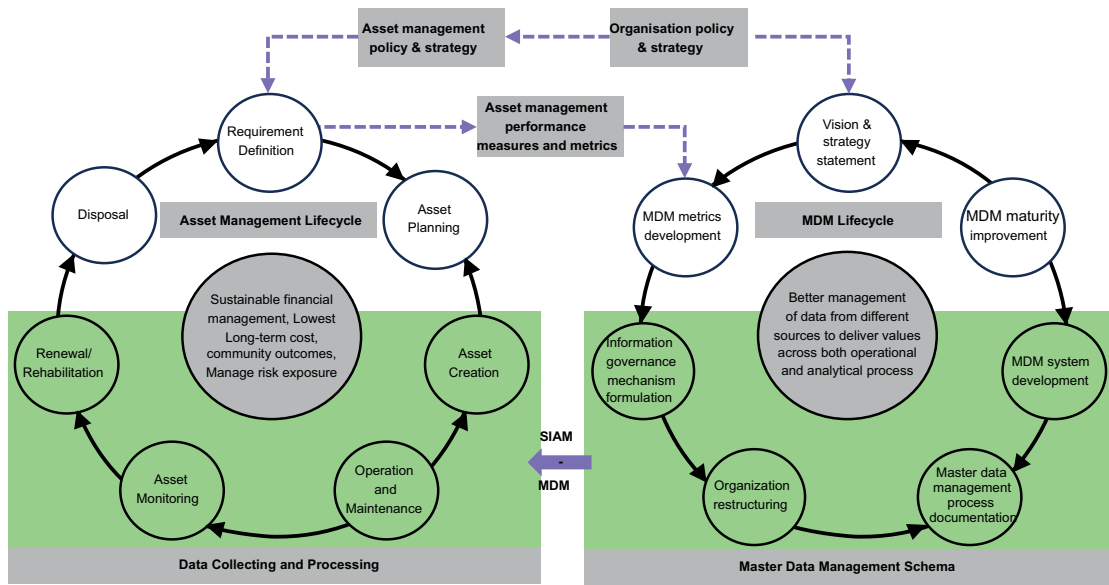 Asset management
policy & strategy
Organisation policy
& strategy
Requirement
Definition
Asset management
performance
measures and metrics
Vision &
strategy
statement
Disposal
Asset Management Lifecycle
Asset
Planning
MDM metrics
development
MDM Lifecycle
MDM maturity
improvement
Sustainable financial
management, Lowest
Long-term cost,
community outcomes,
Manage risk exposure
Better management
of data from different
sources to deliver values
across both operational
and analytical process
Renewal/
Rehabilitation
Asset
Creation
Information
governance
mechanism
formulation
MDM system
development
Asset
Monitoring
Operation
and
Maintenance
SIAM
-
MDM
Organization
restructuring
Master data
management
process
documentation
Data Collecting and Processing
Master Data Management Schema